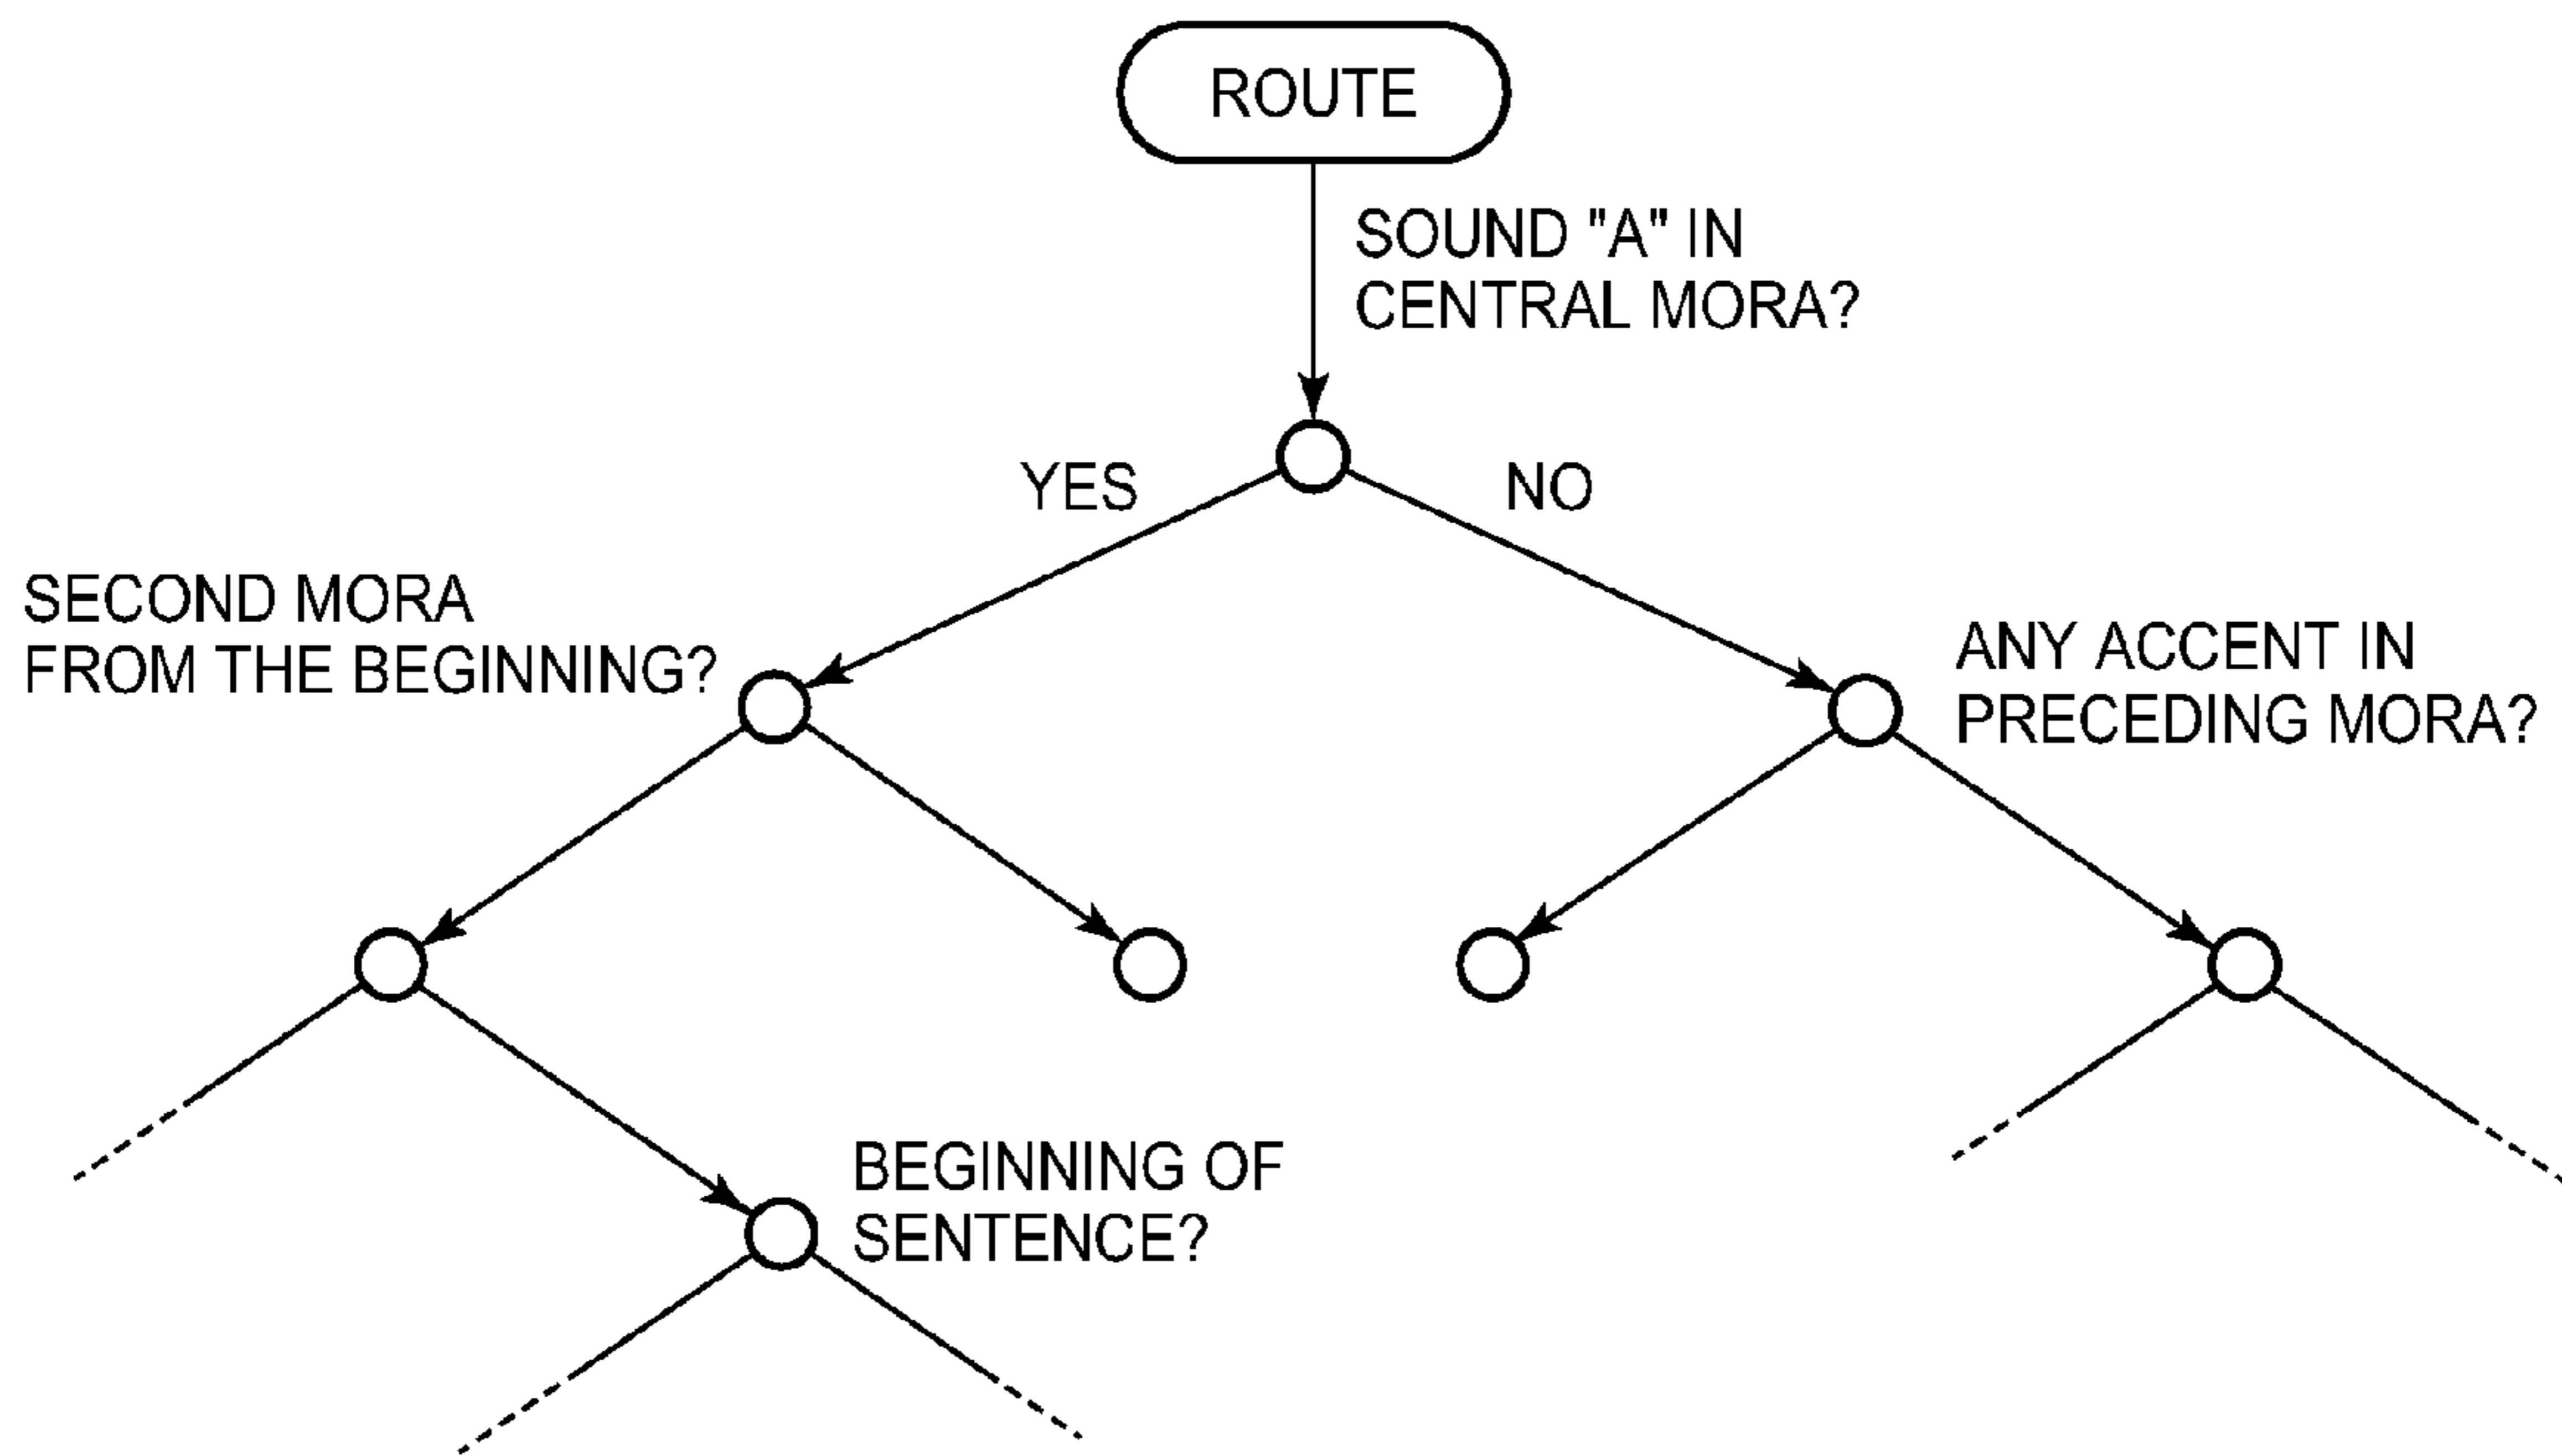 ROUTE
SOUND "A" IN
CENTRAL MORA?
YES
NO
SECOND MORA
FROM THE BEGINNING?
ANY ACCENT IN
PRECEDING MORA?
BEGINNING OF
SENTENCE?